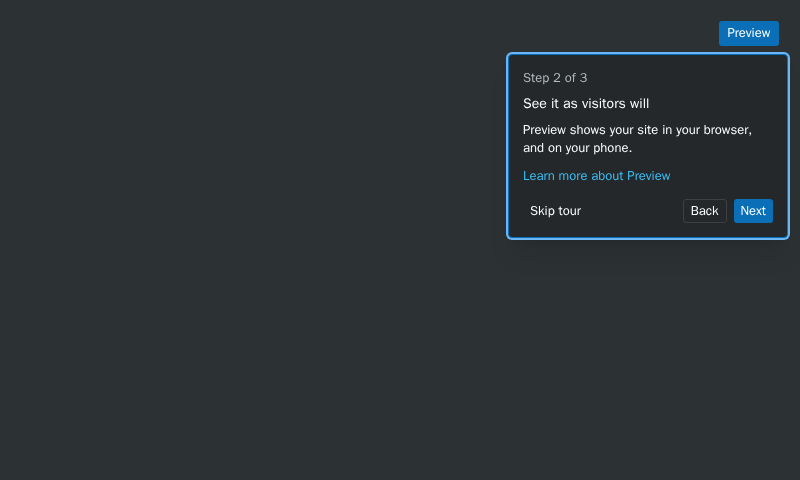 Preview
Step 2 of 3
See it as visitors will
Preview shows your site in your browser,
and on your phone.
Learn more about Preview
Skip tour Back Next